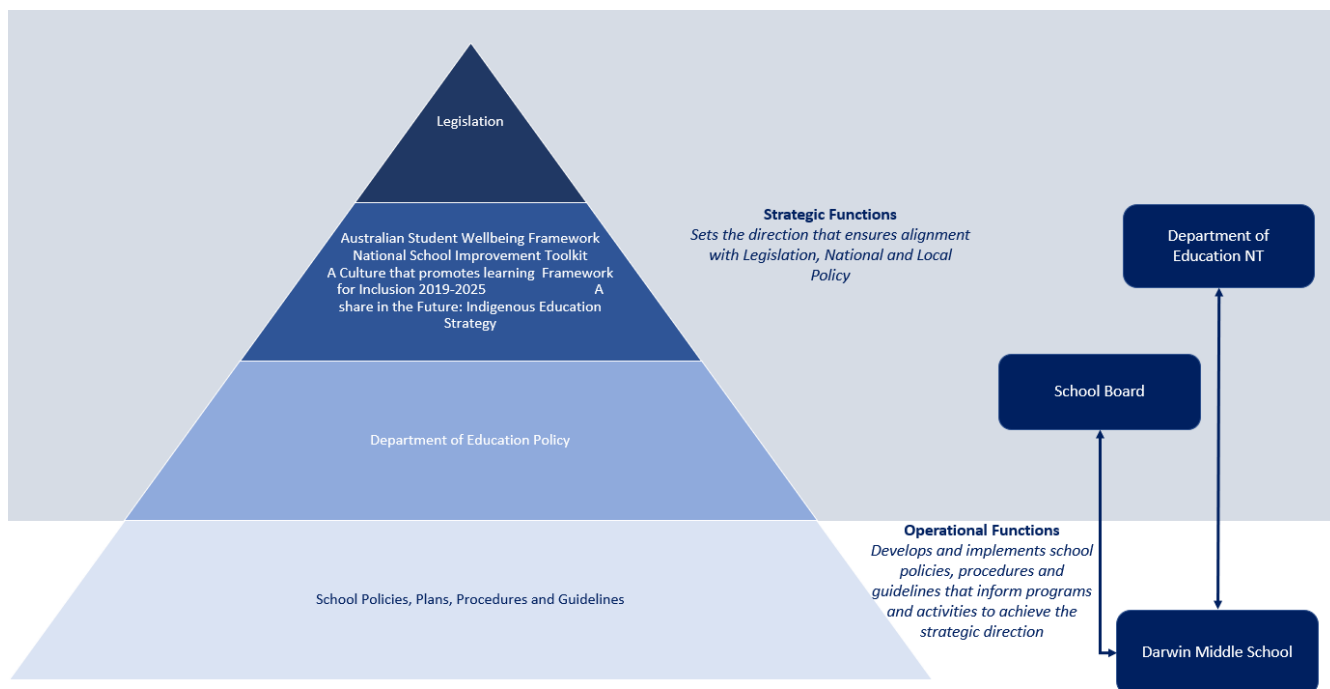 Legislation
Australian Student Wellbeing Framework
National School Improvement Toolkit
A Culture that promotes learning Framework
for Inclusion 2019-2025 A
share in the Future: Indigenous Education
Strategy
Department of Education Policy
School Policies, Plans, Procedures and Guidelines
Strategic Functions
Sets the direction that ensures alignment
with Legislation, National and Local
Policy
Operational Functions
Develops and implements school
policies, procedures and
guidelines that inform programs
and activities to achieve the
strategic direction
Department of
Education NT
School Board
Darwin Middle School